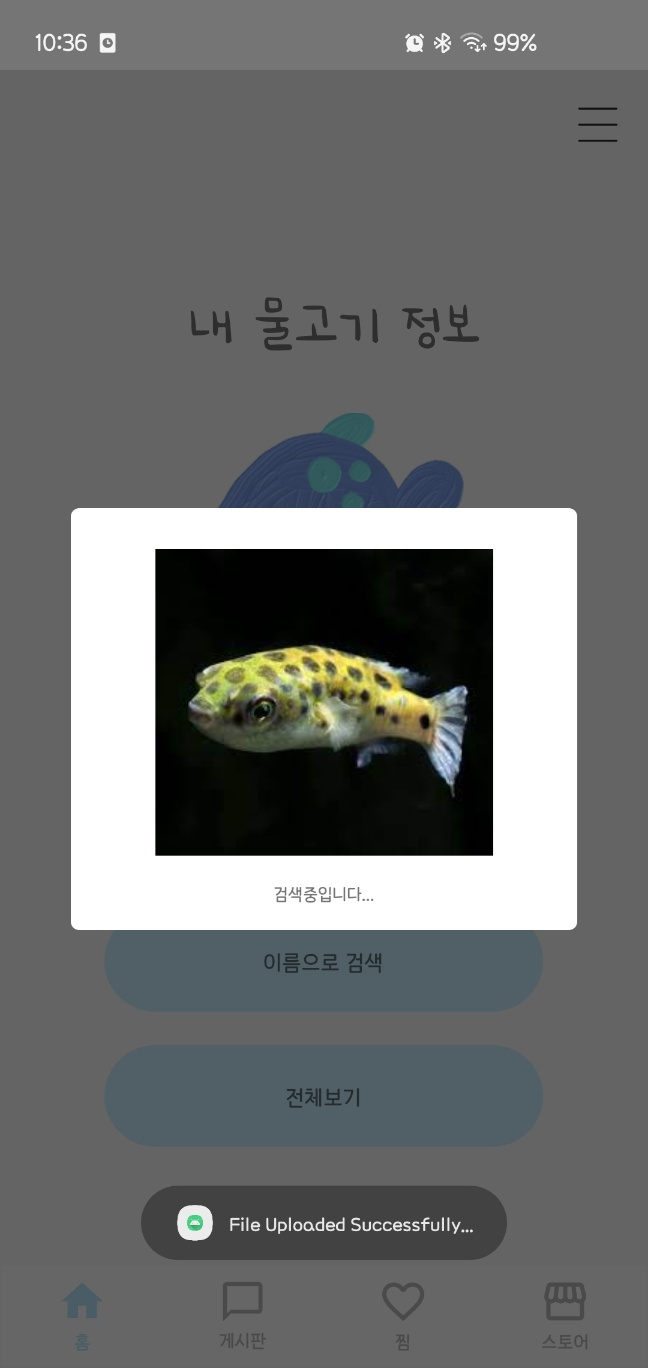 10:36 99%
내 물고기 정보
검색중입니다...
이름으로 검색
전체보기
File Uploaded Successfully...
홈 게시판 찜 스토어